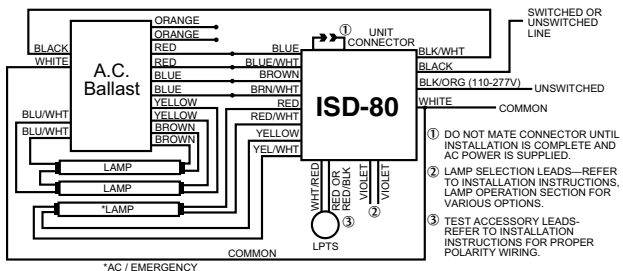 ORANGE
ORANGE
BLACK
RED
WHITE
RED
BLUE
BLUE
YELLOW
YELLOW
BROWN
BROWN
BLU/WHT
BLU/WHT
A.C.
Ballast
LAMP
LAMP
*LAMP
BLUE
BLUE/WHT
BROWN
BRN/WHT
RED
RED/WHT
YELLOW
YEL/WHT
① UNIT
CONNECTOR
ISD-80
BLK/WHT
BLACK
BLK/ORG (110-277V)
WHITE
SWITCHED OR
UNSWITCHED
LINE
UNSWITCHED
COMMON
WHT/RED
RED OR
RED/BLK
VIOLET
VIOLET
③
②
LPTS
COMMON
*AC / EMERGENCY
① DO NOT MATE CONNECTOR UNTIL
INSTALLATION IS COMPLETE AND
AC POWER IS SUPPLIED.
② LAMP SELECTION LEADS—REFER
TO INSTALLATION INSTRUCTIONS,
LAMP OPERATION SECTION FOR
VARIOUS OPTIONS.
③ TEST ACCESSORY LEADS-
REFER TO INSTALLATION
INSTRUCTIONS FOR PROPER
POLARITY WIRING.